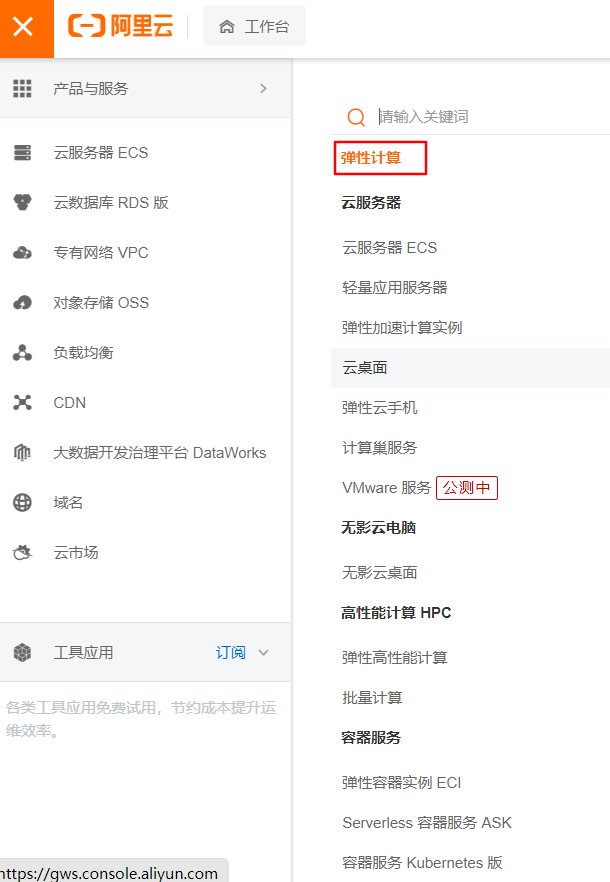 阿里云
工作台
产品与服务
云服务器 ECS
云数据库 RDS 版
专有网络 VPC
对象存储 OSS
负载均衡
CDN
大数据开发治理平台 DataWorks
域名
云市场
工具应用 订阅
各类工具应用免费试用，节约成本提升运
维效率。
https://gws.console.aliyun.com
请输入关键词
弹性计算
云服务器
云服务器 ECS
轻量应用服务器
弹性加速计算实例
云桌面
弹性云手机
计算巢服务
VMware 服务 公测中
无影云电脑
无影云桌面
高性能计算 HPC
弹性高性能计算
批量计算
容器服务
弹性容器实例 ECI
Serverless 容器服务 ASK
容器服务 Kubernetes 版